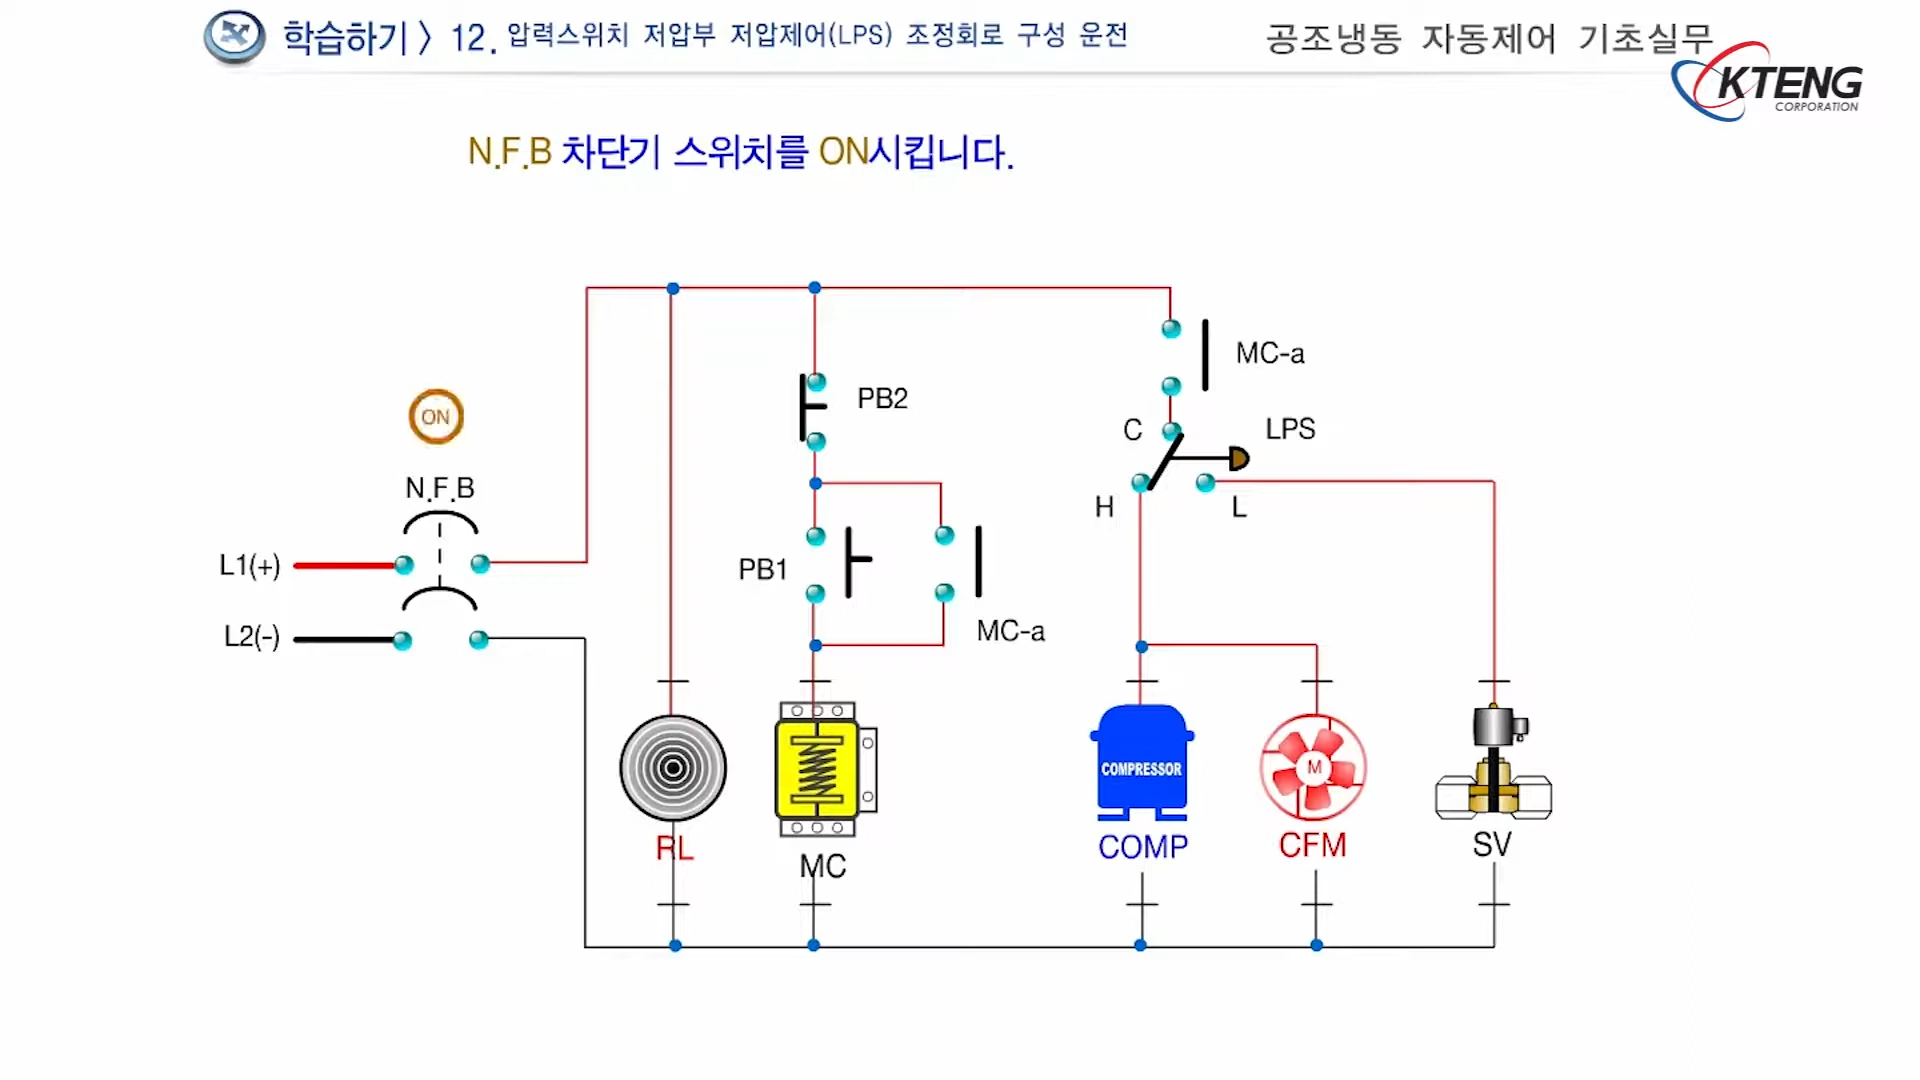 학습하기 > 12. 압력스위치 저압부 저압제어(LPS) 조정회로 구성 운전
공조냉동 자동제어 기초실무
KTENG
CORPORATION
N.F.B 차단기 스위치를 ON시킵니다.
MC-a
PB2
ON
C
LPS
N.F.B
H
L
L1(+)
PB1
L2(-)
MC-a
COMPRESSOR
M
RL
MC
COMP
CFM
SV